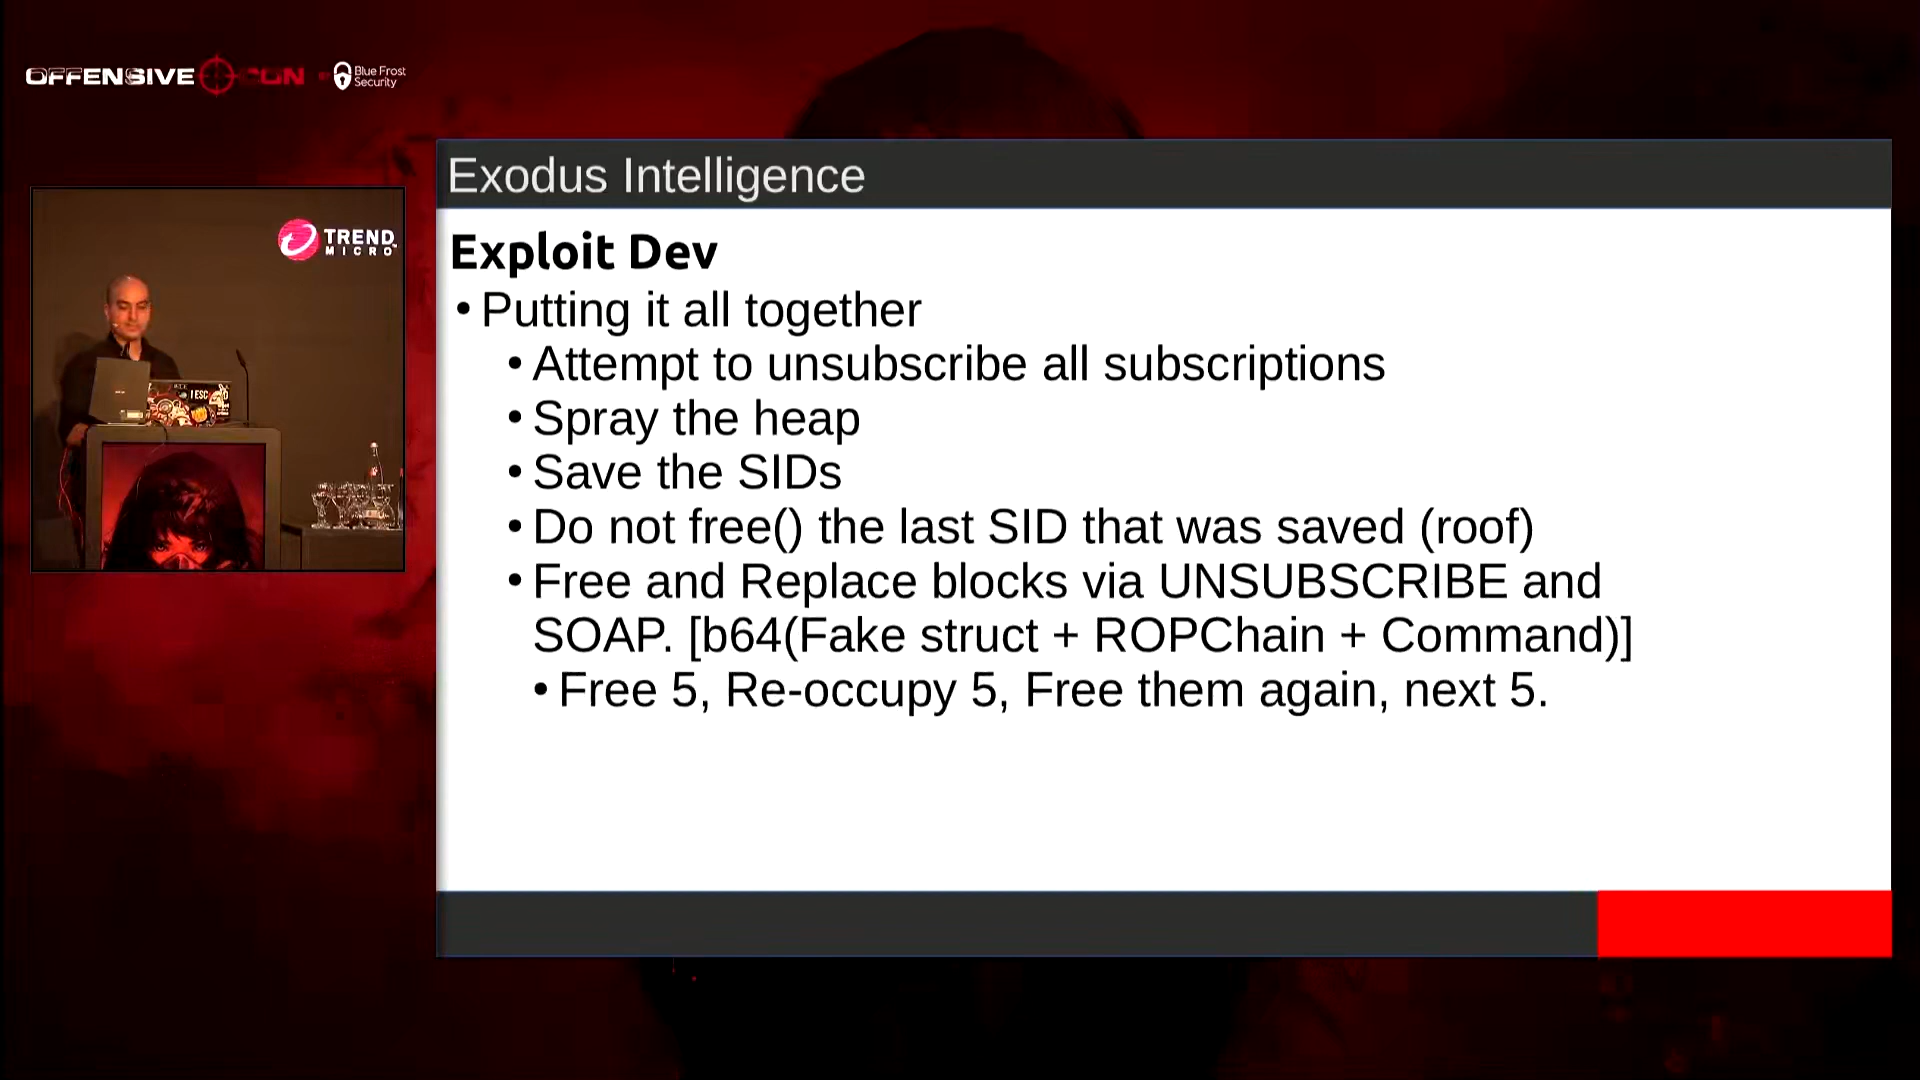 OFFENSIVE CON
Blue Frost
Security
TREND
MICRO
Exodus Intelligence
Exploit Dev
• Putting it all together
• Attempt to unsubscribe all subscriptions
• Spray the heap
• Save the SIDs
• Do not free() the last SID that was saved (roof)
• Free and Replace blocks via UNSUBSCRIBE and
SOAP. [b64(Fake struct + ROPChain + Command)]
• Free 5, Re-occupy 5, Free them again, next 5.